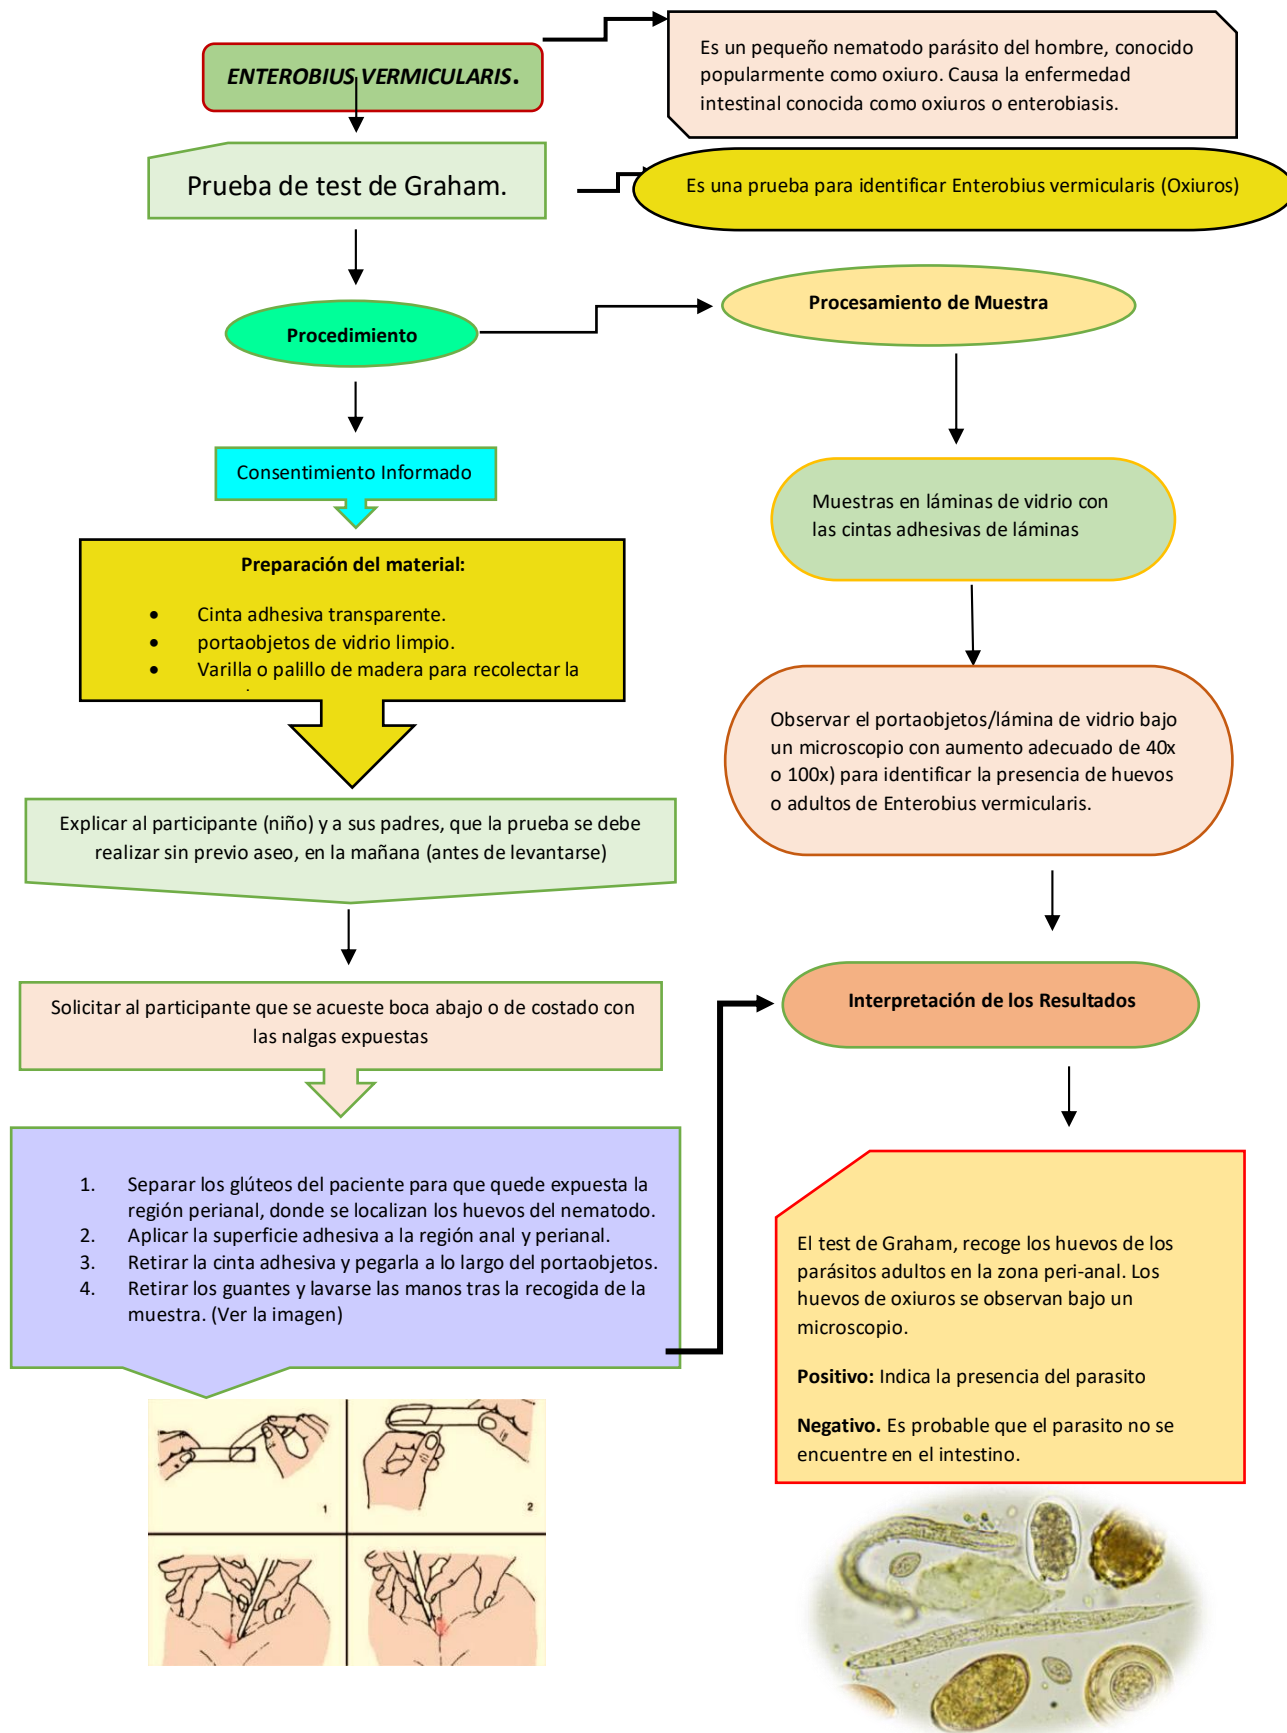 ENTEROBIUS VERMICULARIS.
Es un pequeño nematodo parásito del hombre, conocido
popularmente como oxiuro. Causa la enfermedad
intestinal conocida como oxiuros o enterobiasis.
Prueba de test de Graham.
Es una prueba para identificar Enterobius vermicularis (Oxiuros)
Procedimiento
Consentimiento Informado
Preparación del material:
• Cinta adhesiva transparente.
• portaobjetos de vidrio limpio.
• Varilla o palillo de madera para recolectar la
Explicar al participante (niño) y a sus padres, que la prueba se debe
realizar sin previo aseo, en la mañana (antes de levantarse)
Solicitar al participante que se acueste boca abajo o de costado con
las nalgas expuestas
1. Separar los glúteos del paciente para que quede expuesta la
región perianal, donde se localizan los huevos del nematodo.
2. Aplicar la superficie adhesiva a la región anal y perianal.
3. Retirar la cinta adhesiva y pegarla a lo largo del portaobjetos.
4. Retirar los guantes y lavarse las manos tras la recogida de la
muestra. (Ver la imagen)
1
2
Procesamiento de Muestra
Muestras en láminas de vidrio con
las cintas adhesivas de láminas
Observar el portaobjetos/lámina de vidrio bajo
un microscopio con aumento adecuado de 40x
o 100x) para identificar la presencia de huevos
o adultos de Enterobius vermicularis.
Interpretación de los Resultados
El test de Graham, recoge los huevos de los
parásitos adultos en la zona peri-anal. Los
huevos de oxiuros se observan bajo un
microscopio.
Positivo: Indica la presencia del parasito
Negativo. Es probable que el parasito no se
encuentre en el intestino.